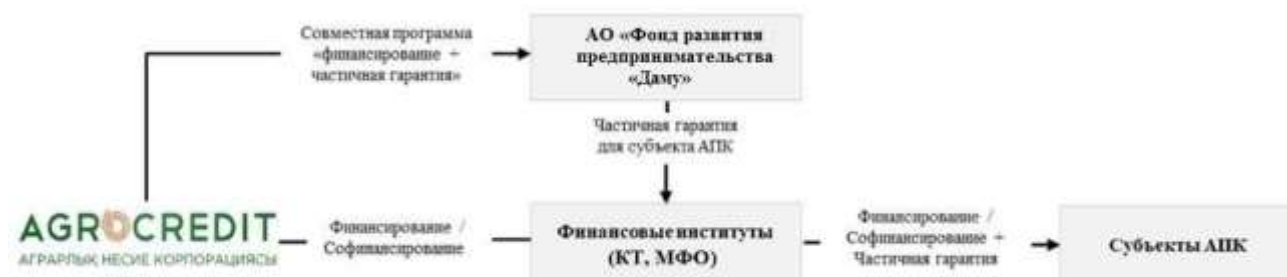 Совместная программа
«финансирование +
частичная гарантия»
АО «Фонд развития
предпринимательства
«Даму»
Частичная гарантия
для субъекта АПК
AGROCREDIT
АГРАРЛЫҚ НЕСИЕ КОРПОРАЦИЯСЫ
Финансирование /
Софинансирование
Финансовые институты
(КТ, МФО)
Финансирование /
Софинансирование +
Частичная гарантия
Субъекты АПК